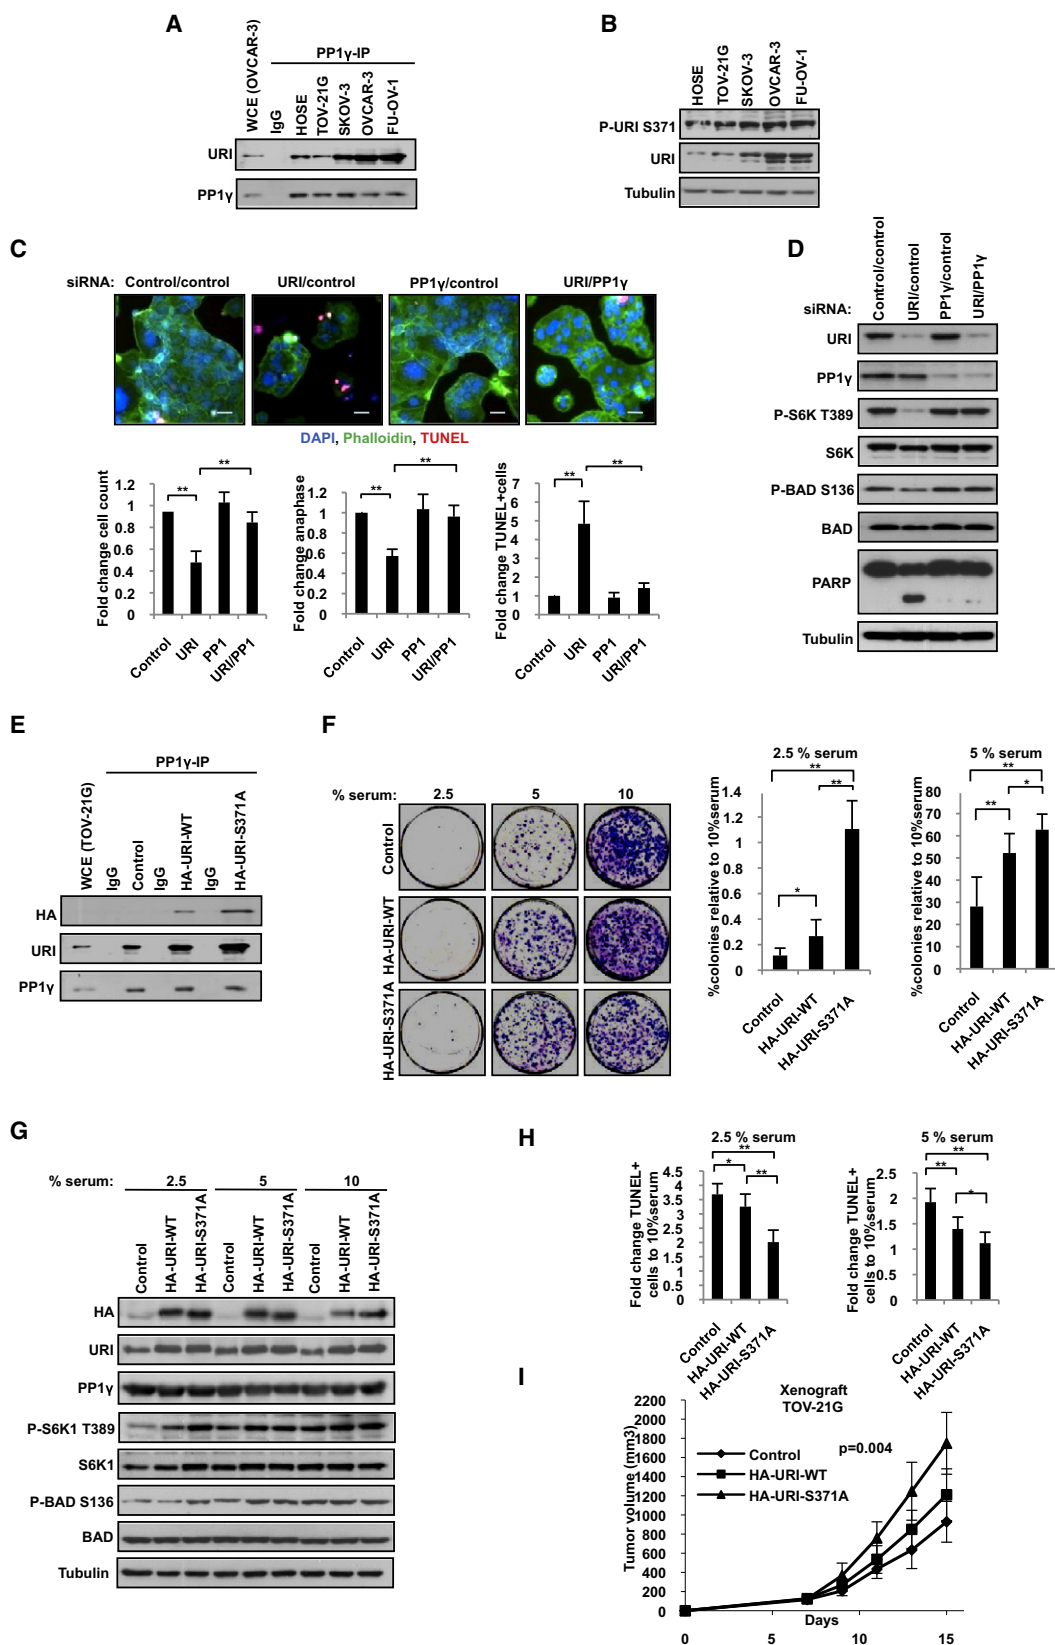 A
PP1γ-IP
WCE (OVCAR-3)
IgG
HOSE
TOV-21G
SKOV-3
OVCAR-3
FU-OV-1
URI
PP1γ
B
HOSE
TOV-21G
SKOV-3
OVCAR-3
FU-OV-1
P-URI S371
URI
Tubulin
C
siRNA: Control/control URI/control PP1γ/control URI/PP1γ
DAPI, Phalloidin, TUNEL
Fold change cell count
1.2
1
0.8
0.6
0.4
0.2
0
**
**
Control
URI
PP1
URI/PP1
Fold change anaphase
1.2
1
0.8
0.6
0.4
0.2
0
**
**
Control
URI
PP1
URI/PP1
Fold change TUNEL+cells
7
6
5
4
3
2
1
0
**
**
Control
URI
PP1
URI/PP1
D
siRNA:
Control/control
URI/control
PP1γ/control
URI/PP1γ
URI
PP1γ
P-S6K T389
S6K
P-BAD S136
BAD
PARP
Tubulin
E
PP1γ-IP
WCE (TOV-21G)
IgG
Control
IgG
HA-URI-WT
IgG
HA-URI-S371A
HA
URI
PP1γ
F
% serum: 2.5 5 10
Control
HA-URI-WT
HA-URI-S371A
2.5 % serum
**
**
*
%colonies relative to 10%serum
1.4
1.2
1
0.8
0.6
0.4
0.2
0
Control
HA-URI-WT
HA-URI-S371A
5 % serum
**
*
**
%colonies relative to 10%serum
80
70
60
50
40
30
20
10
0
Control
HA-URI-WT
HA-URI-S371A
G
% serum: 2.5 5 10
Control
HA-URI-WT
HA-URI-S371A
Control
HA-URI-WT
HA-URI-S371A
Control
HA-URI-WT
HA-URI-S371A
HA
URI
PP1γ
P-S6K1 T389
S6K1
P-BAD S136
BAD
Tubulin
H
2.5 % serum
**
*
**
Fold change TUNEL+
cells to 10%serum
4.5
4
3.5
3
2.5
2
1.5
1
0.5
0
Control
HA-URI-WT
HA-URI-S371A
5 % serum
**
**
*
Fold change TUNEL+
cells to 10%serum
2.5
2
1.5
1
0.5
0
Control
HA-URI-WT
HA-URI-S371A
I
Xenograft
TOV-21G
Tumor volume (mm3)
2200
2000
1800
1600
1400
1200
1000
800
600
400
200
0
p=0.004
Control
HA-URI-WT
HA-URI-S371A
Days
0 5 10 15